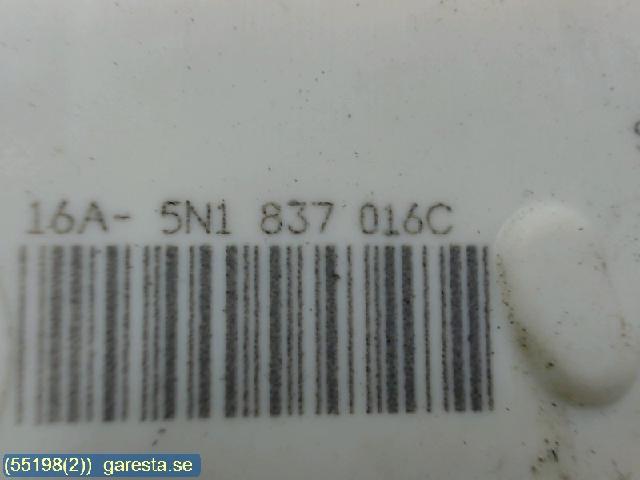 16A- 5N1 837 016C
(55198(2)) garesta.se